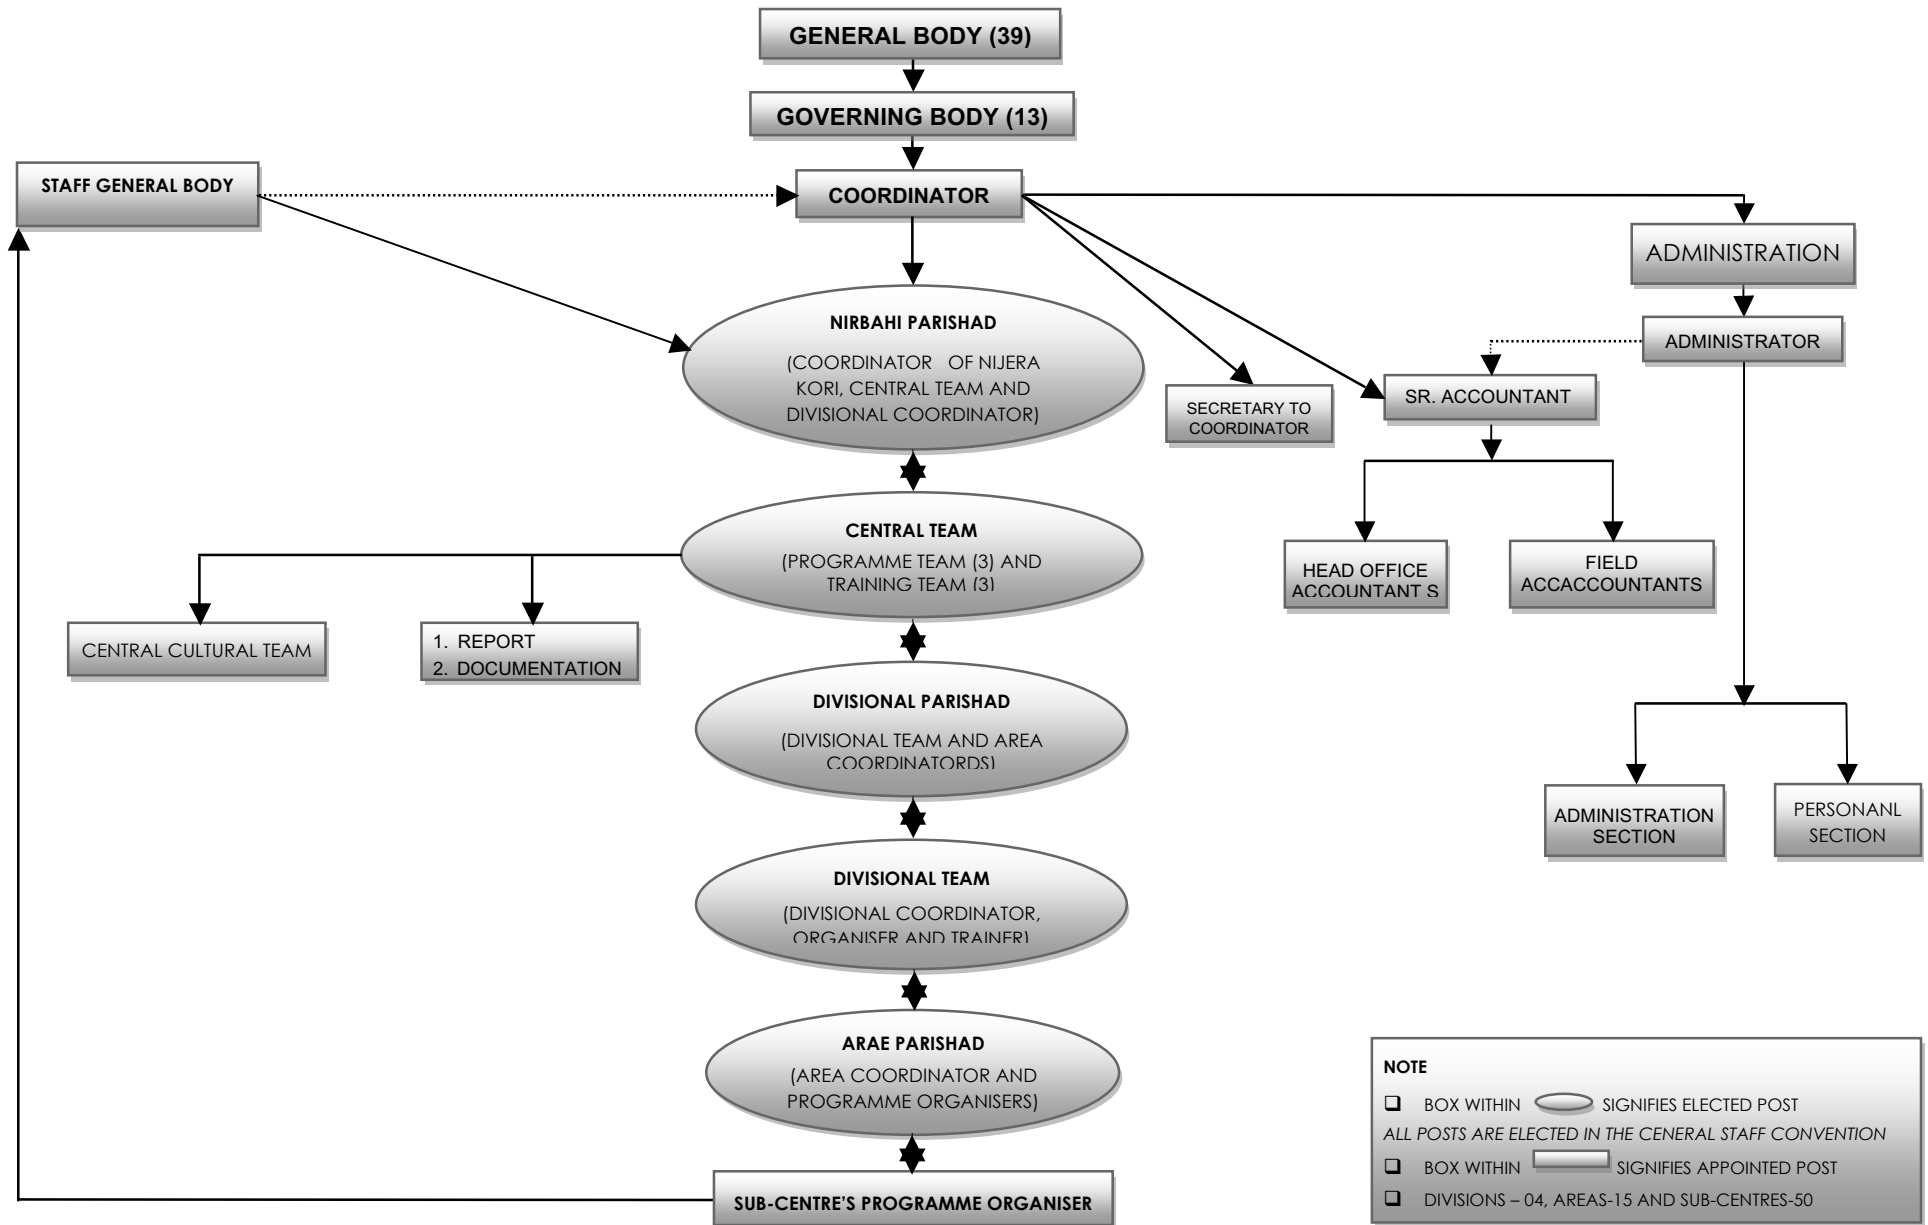 GENERAL BODY (39)
GOVERNING BODY (13)
STAFF GENERAL BODY
COORDINATOR
ADMINISTRATION
ADMINISTRATOR
NIRBAHI PARISHAD
(COORDINATOR OF NIJERA
KORI, CENTRAL TEAM AND
DIVISIONAL COORDINATOR)
SECRETARY TO
COORDINATOR
SR. ACCOUNTANT
HEAD OFFICE
ACCOUNTANT S
FIELD
ACCACCOUNTANTS
CENTRAL TEAM
(PROGRAMME TEAM (3) AND
TRAINING TEAM (3)
CENTRAL CULTURAL TEAM
1. REPORT
2. DOCUMENTATION
DIVISIONAL PARISHAD
(DIVISIONAL TEAM AND AREA
COORDINATORDS)
ADMINISTRATION
SECTION
PERSONANL
SECTION
DIVISIONAL TEAM
(DIVISIONAL COORDINATOR,
ORGANISER AND TRAINER)
ARAE PARISHAD
(AREA COORDINATOR AND
PROGRAMME ORGANISERS)
SUB-CENTRE'S PROGRAMME ORGANISER
NOTE
❑ BOX WITHIN SIGNIFIES ELECTED POST
ALL POSTS ARE ELECTED IN THE CENERAL STAFF CONVENTION
❑ BOX WITHIN SIGNIFIES APPOINTED POST
❑ DIVISIONS – 04, AREAS-15 AND SUB-CENTRES-50